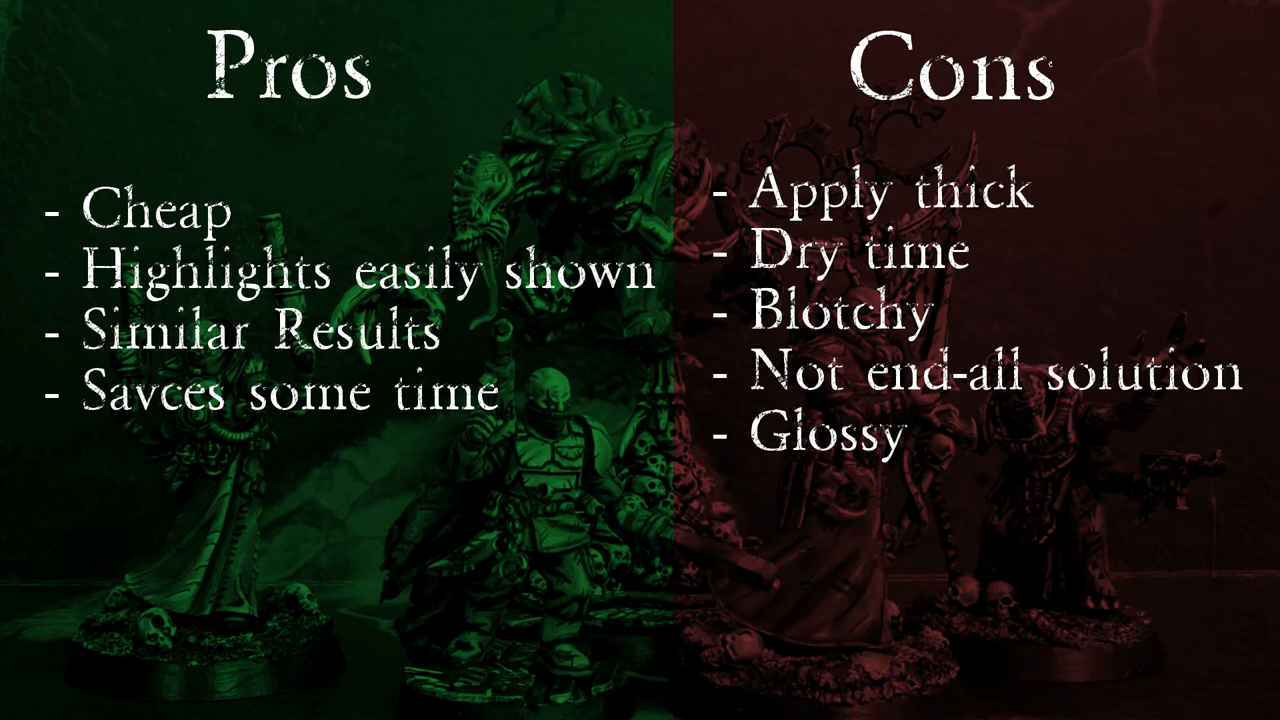 Pros
- Cheap
- Highlights easily shown
- Similar Results
- Savces some time
Cons
- Apply thick
- Dry time
- Blotchy
- Not end-all solution
- Glossy